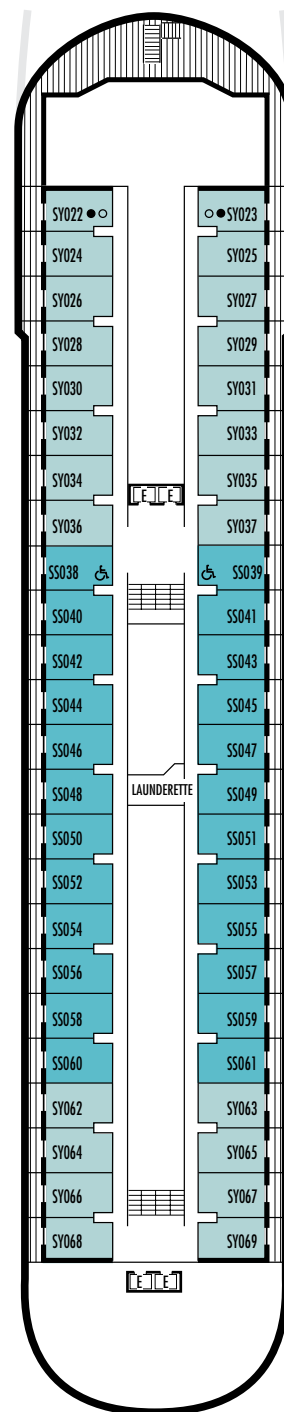 SY022 SY023
SY024 SY025
SY026 SY027
SY028 SY029
SY030 SY031
SY032 SY033
SY034 SY035
E E
SY036 SY037
SS038 SS039
SS040 SS041
SS042 SS043
SS044 SS045
SS046 SS047
LAUNDERETTE
SS048 SS049
SS050 SS051
SS052 SS053
SS054 SS055
SS056 SS057
SS058 SS059
SS060 SS061
SY062 SY063
SY064 SY065
SY066 SY067
SY068 SY069
E E